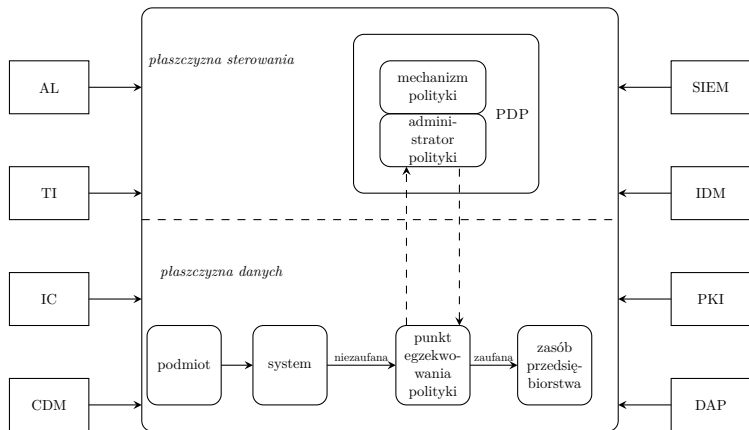 płaszczyzna sterowania
AL
TI
IC
CDM
mechanizm
polityki
admini-
strator
polityki
PDP
SIEM
IDM
PKI
DAP
płaszczyzna danych
podmiot
system
niezaufana
punkt
egzekwo-
wania
polityki
zaufana
zasób
przedsię-
biorstwa